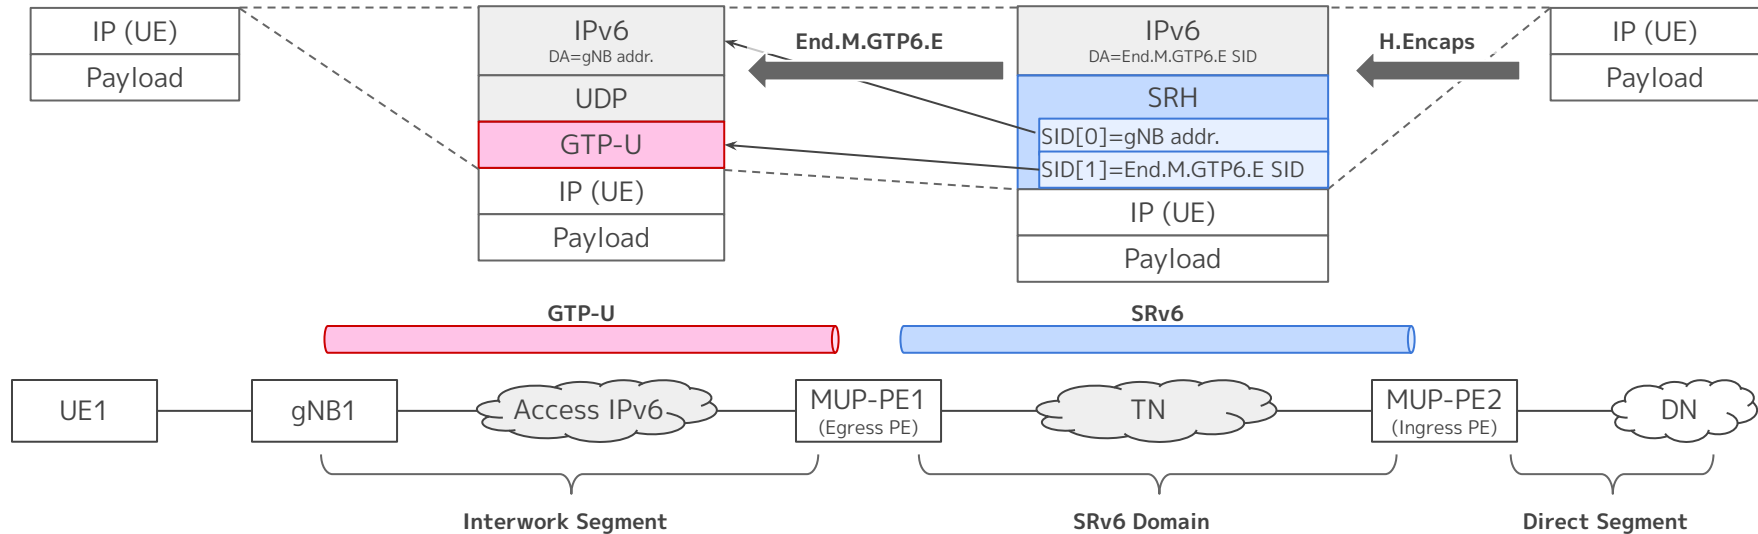 IP (UE)
Payload
IPv6
DA=gNB addr.
UDP
GTP-U
IP (UE)
Payload
End.M.GTP6.E
IPv6
DA=End.M.GTP6.E SID
SRH
SID[0]=gNB addr.
SID[1]=End.M.GTP6.E SID
IP (UE)
Payload
H.Encaps
IP (UE)
Payload
GTP-U
SRv6
UE1
gNB1
Access IPv6
MUP-PE1
(Egress PE)
TN
MUP-PE2
(Ingress PE)
DN
Interwork Segment
SRv6 Domain
Direct Segment